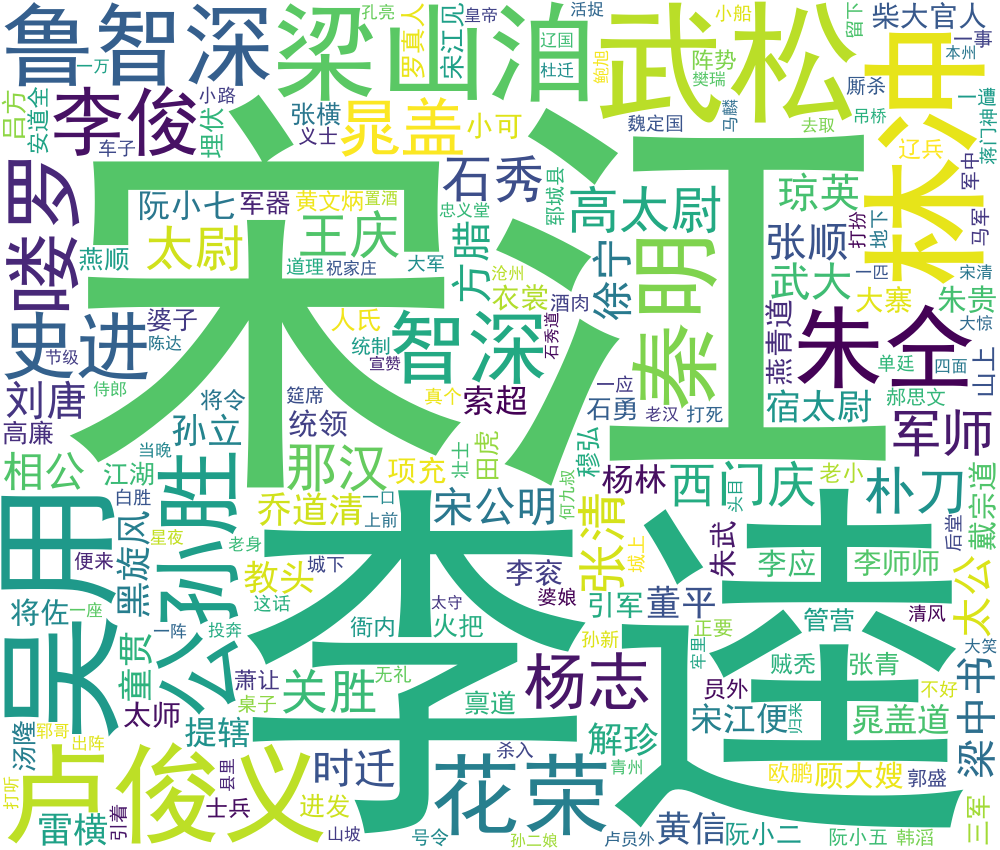 鲁智深
梁山泊
武松
林冲
宋江
李逵
吴用
卢俊义
公孙胜
朱仝
秦明
花荣
史进
李俊
喽罗
晁盖
智深
杨志
石秀
高太尉
王庆
太尉
方腊
徐宁
张顺
琼英
柴大官人
军师
朴刀
西门庆
张清
宋公明
那汉
相公
刘唐
孙立
关胜
时迁
雷横
童贯
提辖
教头
乔道清
黑旋风
董平
解珍
黄信
顾大嫂
梁中书
太公
晁盖道
宋江便
戴宗道
宿太尉
燕青道
武大
大寨
朱贵
山上
阮小七
军器
黄文炳
置酒
忠义堂
郓城县
小可
张横
义士
埋伏
小路
罗真人
宋江见
孔亮
皇帝
活捉
小船
辽国
杜迁
鲍旭
阵势
樊瑞
魏定国
马麟
去取
吊桥
厮杀
留下
一事
本州
一遭
蒋门神
辽兵
军中
马军
打扮
地下
一匹
宋清
大惊
四面
单廷
郝思文
一万
吕方
安道全
车子
燕顺
道理
祝家庄
大军
沧州
衣裳
酒肉
石秀道
人氏
统制
宣赞
婆子
陈达
节级
侍郎
高廉
将令
筵席
真个
索超
统领
石勇
一应
老汉
打死
江湖
当晚
项充
壮士
田虎
穆弘
何九叔
杨林
头目
老小
后堂
白胜
星夜
便来
一口
上前
老身
城下
城上
朱武
李应
李师师
李衮
婆娘
引军
管营
清风
将佐
一座
一阵
投奔
这话
衙内
太守
火把
孙新
正要
牢里
贼秃
张青
大笑
萧让
无礼
桌子
禀道
员外
不好
归来
太师
汤隆
郓哥
出阵
打听
县里
引着
士兵
进发
山坡
号令
杀入
青州
孙二娘
卢员外
阮小二
阮小五
欧鹏
郭盛
韩滔
三军